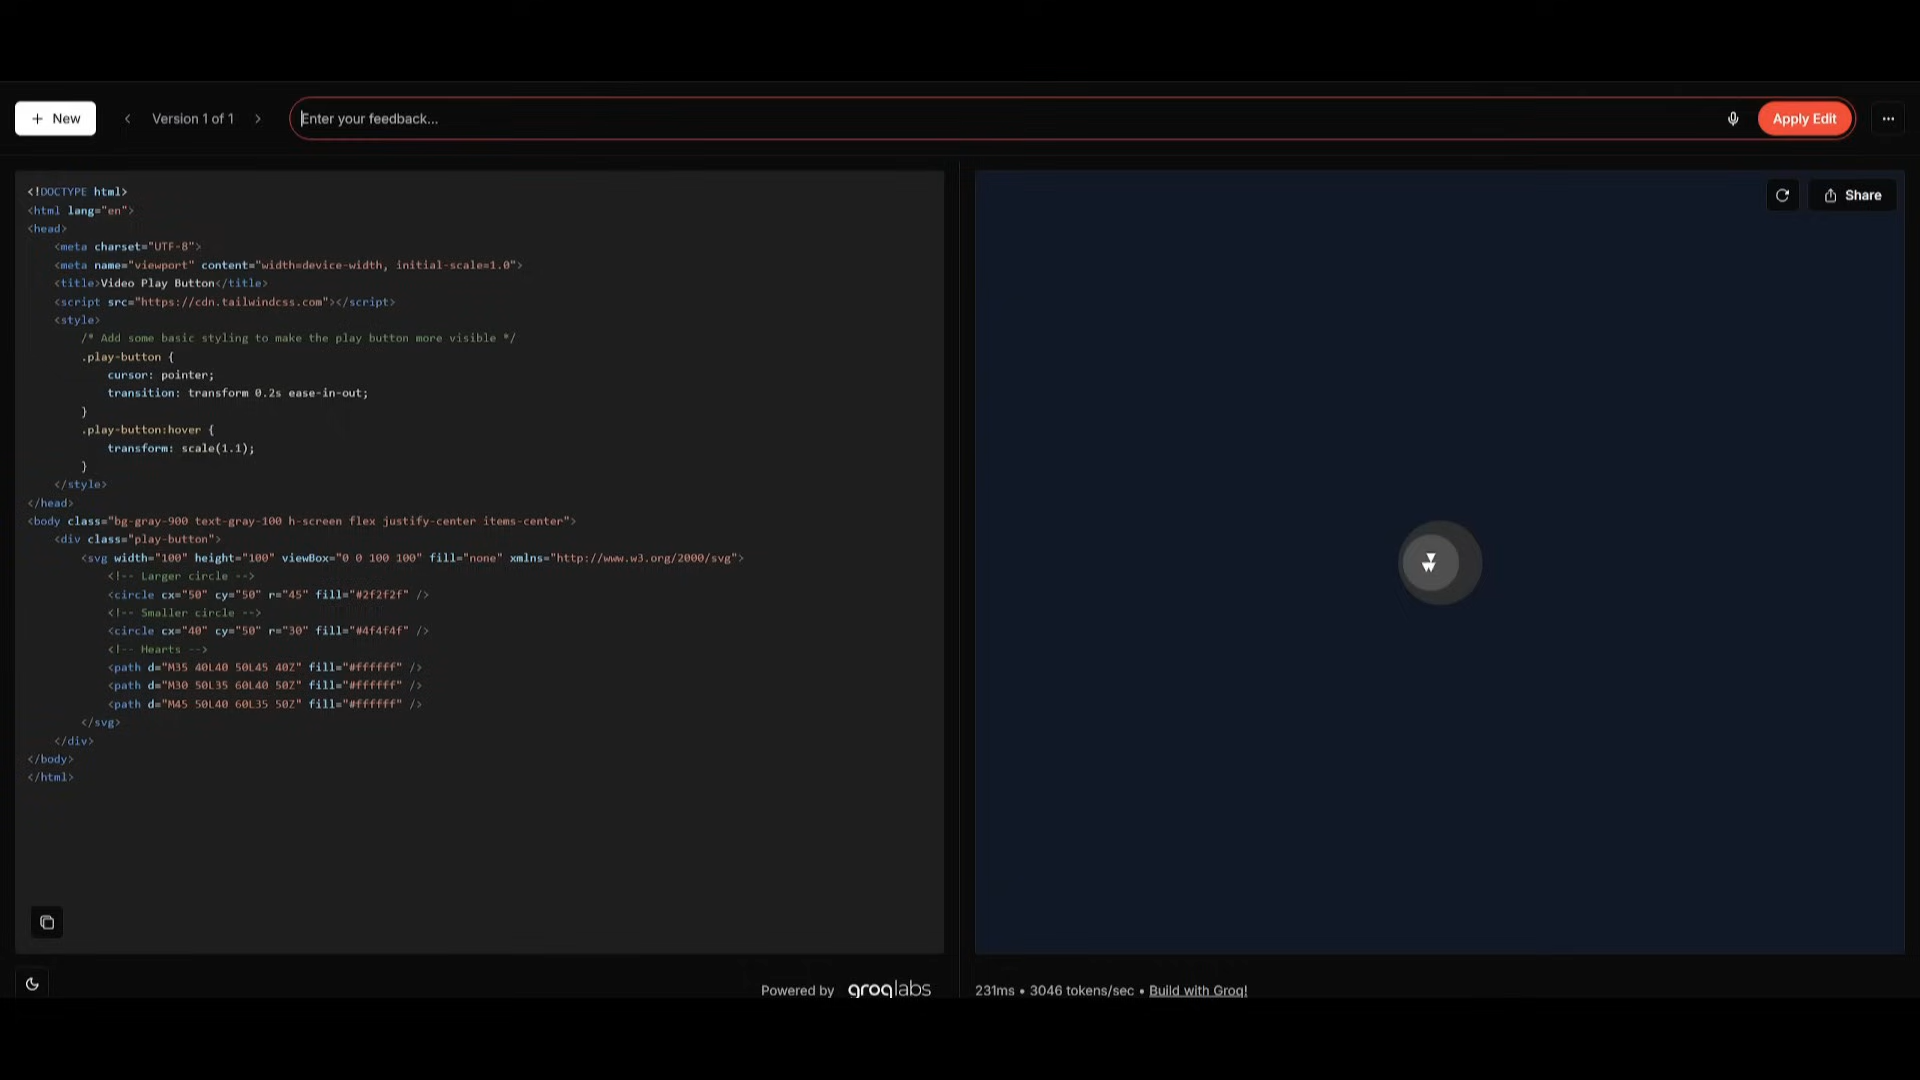 + New
< Version 1 of 1 >
Enter your feedback...
Apply Edit
Share
<!DOCTYPE html>
<html lang="en">
<head>
    <meta charset="UTF-8">
    <meta name="viewport" content="width=device-width, initial-scale=1.0">
    <title>Video Play Button</title>
    <script src="https://cdn.tailwindcss.com"></script>
    <style>
        /* Add some basic styling to make the play button more visible */
        .play-button {
            cursor: pointer;
            transition: transform 0.2s ease-in-out;
        }
        .play-button:hover {
            transform: scale(1.1);
        }
    </style>
</head>
<body class="bg-gray-900 text-gray-100 h-screen flex justify-center items-center">
    <div class="play-button">
        <svg width="100" height="100" viewBox="0 0 100 100" fill="none" xmlns="http://www.w3.org/2000/svg">
            <!-- Larger circle -->
            <circle cx="50" cy="50" r="45" fill="#2f2f2f" />
            <!-- Smaller circle -->
            <circle cx="40" cy="50" r="30" fill="#4f4f4f" />
            <!-- Hearts -->
            <path d="M35 40L40 50L45 40Z" fill="#ffffff" />
            <path d="M30 50L35 60L40 50Z" fill="#ffffff" />
            <path d="M45 50L40 60L35 50Z" fill="#ffffff" />
        </svg>
    </div>
</body>
</html>
Powered by groqlabs
231ms • 3046 tokens/sec • Build with Groq!